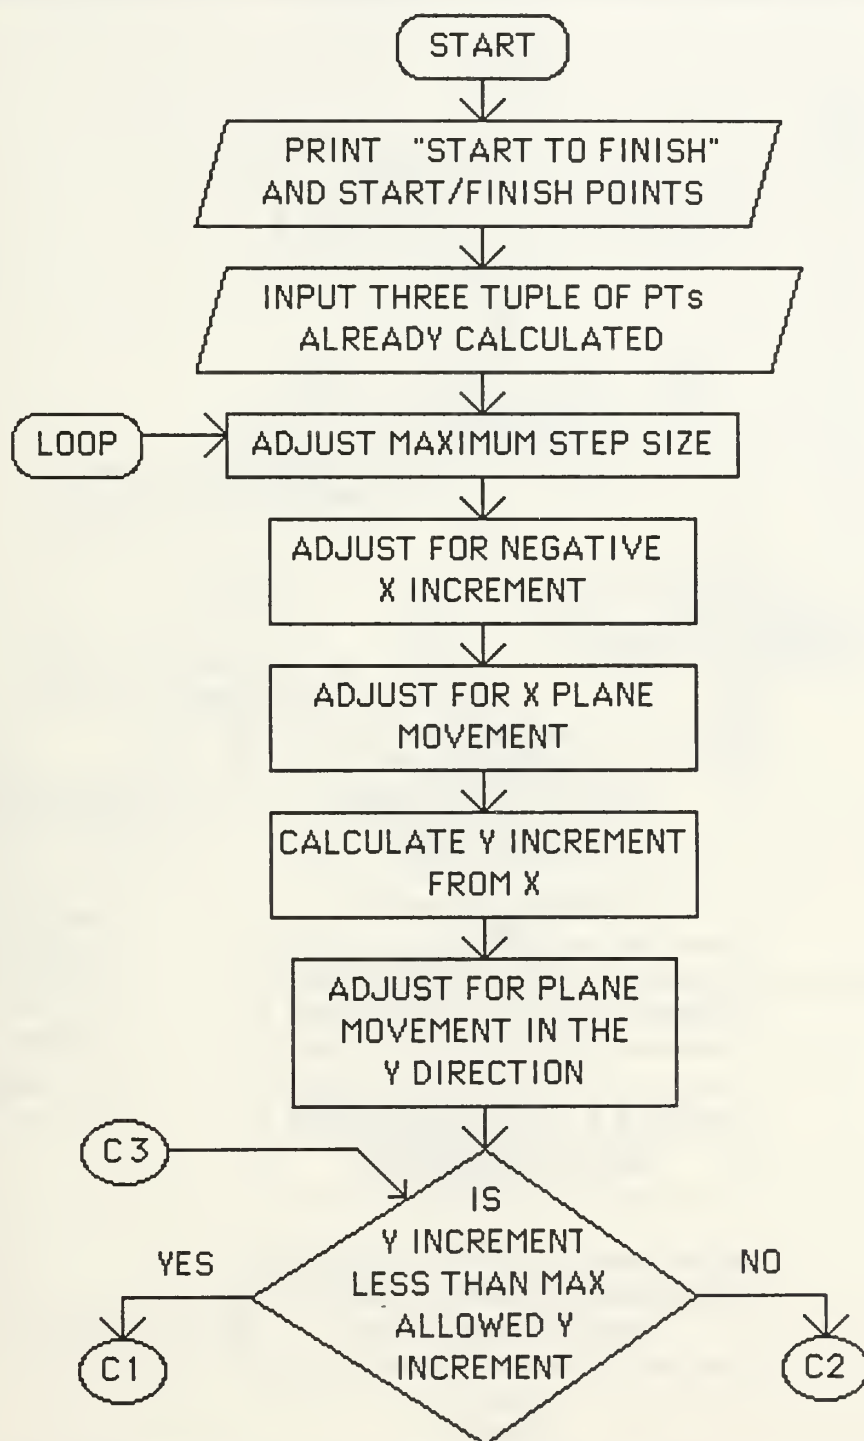 START
PRINT "START TO FINISH"
AND START/FINISH POINTS
INPUT THREE TUPLE OF PTs
ALREADY CALCULATED
LOOP
ADJUST MAXIMUM STEP SIZE
ADJUST FOR NEGATIVE
X INCREMENT
ADJUST FOR X PLANE
MOVEMENT
CALCULATE Y INCREMENT
FROM X
ADJUST FOR PLANE
MOVEMENT IN THE
Y DIRECTION
C3
IS
Y INCREMENT
LESS THAN MAX
ALLOWED Y
INCREMENT
YES
NO
C1
C2